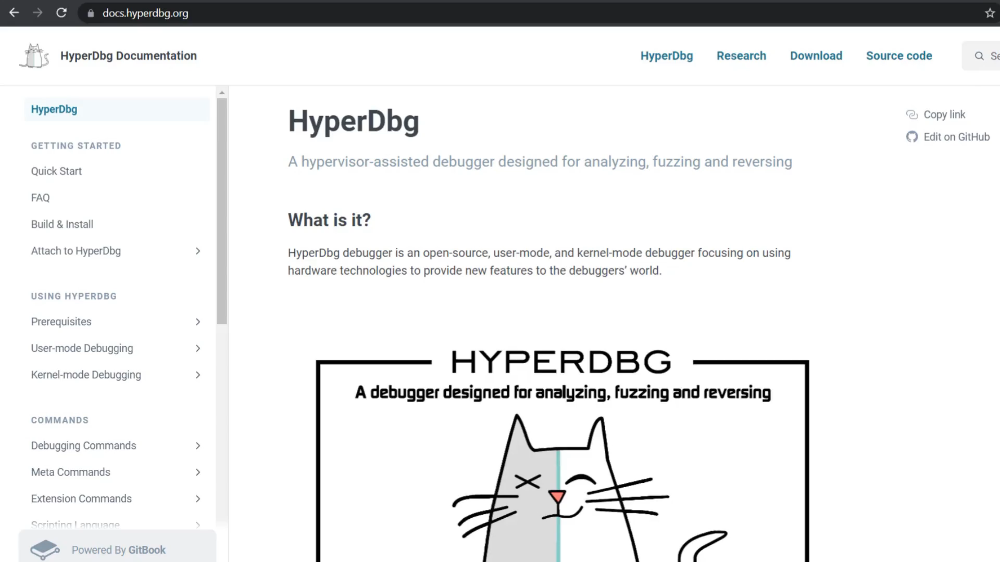 docs.hyperdbg.org
HyperDbg Documentation
HyperDbg
Research
Download
Source code
HyperDbg
GETTING STARTED
Quick Start
FAQ
Build & Install
Attach to HyperDbg
USING HYPERDBG
Prerequisites
User-mode Debugging
Kernel-mode Debugging
COMMANDS
Debugging Commands
Meta Commands
Extension Commands
Scripting Language
Powered By GitBook
HyperDbg
A hypervisor-assisted debugger designed for analyzing, fuzzing and reversing
What is it?
HyperDbg debugger is an open-source, user-mode, and kernel-mode debugger focusing on using
hardware technologies to provide new features to the debuggers’ world.
HYPERDBG
A debugger designed for analyzing, fuzzing and reversing
Copy link
Edit on GitHub